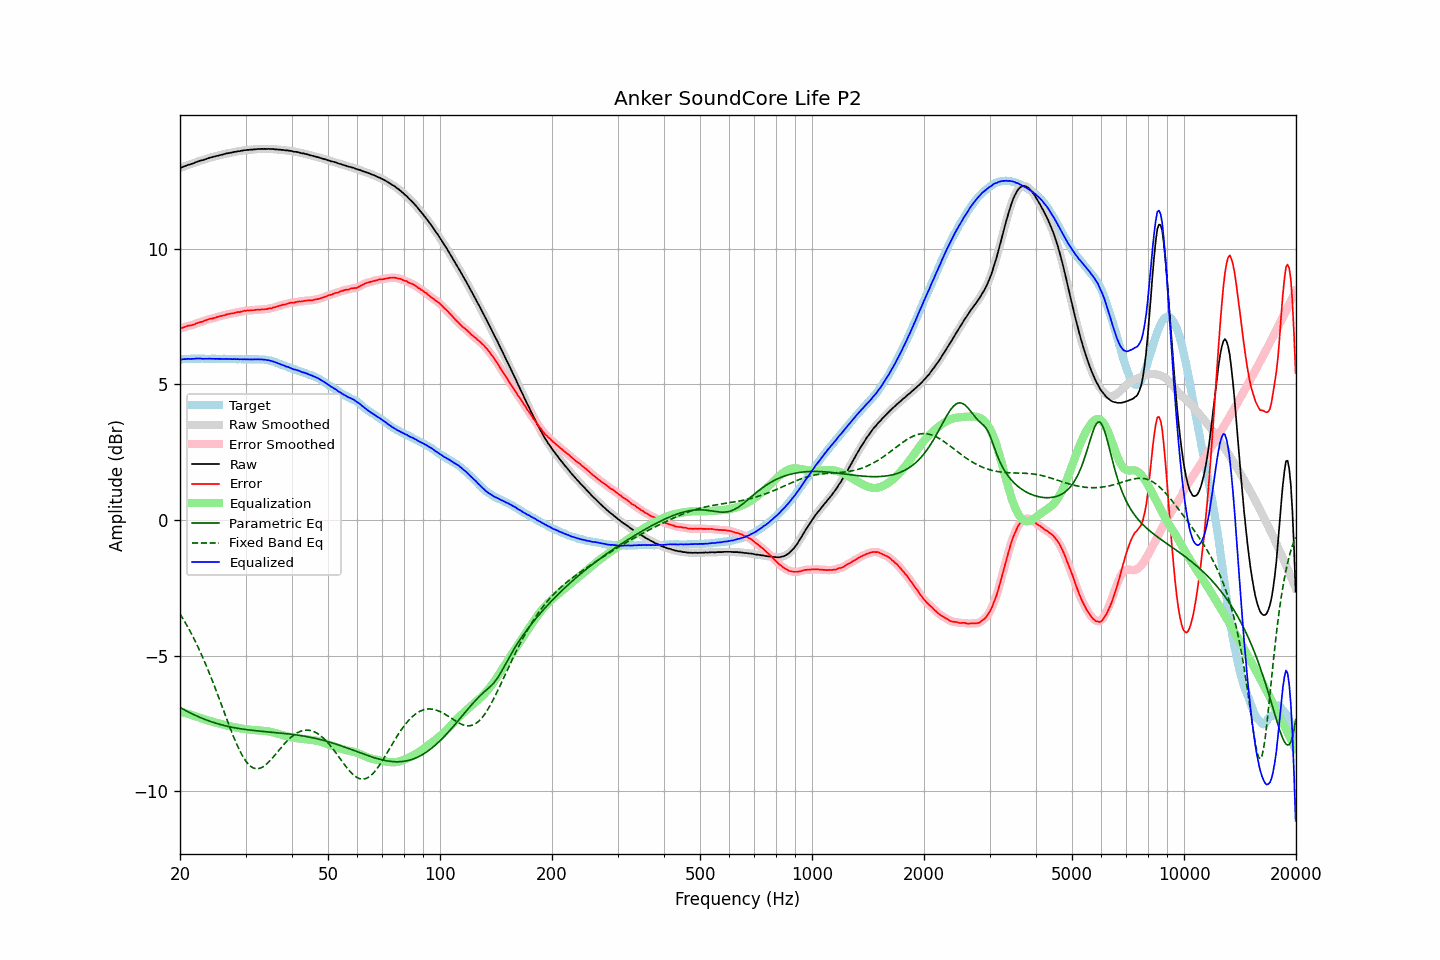 Anker SoundCore Life P2
Amplitude (dBr)
10
5
0
−5
−10
Target
Raw Smoothed
Error Smoothed
Raw
Error
Equalization
Parametric Eq
Fixed Band Eq
Equalized
20 50 100 200 500 1000 2000 5000 10000 20000
Frequency (Hz)